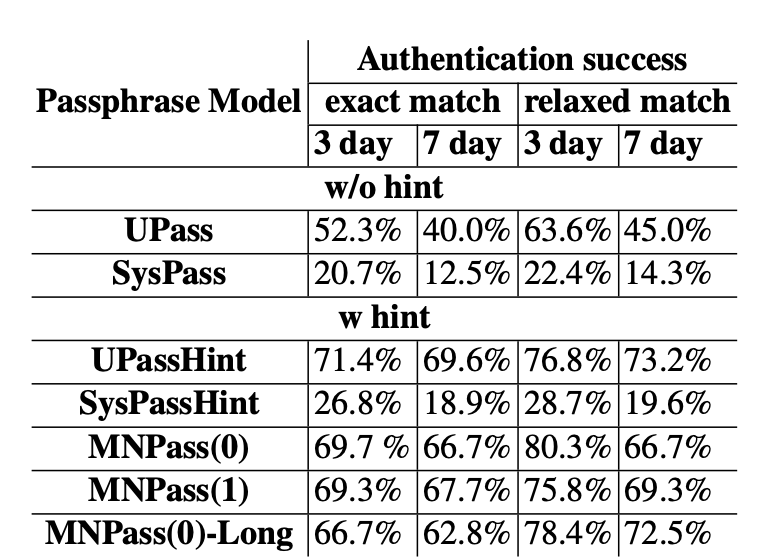 Authentication success
Passphrase Model exact match relaxed match
3 day 7 day 3 day 7 day
w/o hint
UPass 52.3% 40.0% 63.6% 45.0%
SysPass 20.7% 12.5% 22.4% 14.3%
w hint
UPassHint 71.4% 69.6% 76.8% 73.2%
SysPassHint 26.8% 18.9% 28.7% 19.6%
MNPass(0) 69.7 % 66.7% 80.3% 66.7%
MNPass(1) 69.3% 67.7% 75.8% 69.3%
MNPass(0)-Long 66.7% 62.8% 78.4% 72.5%